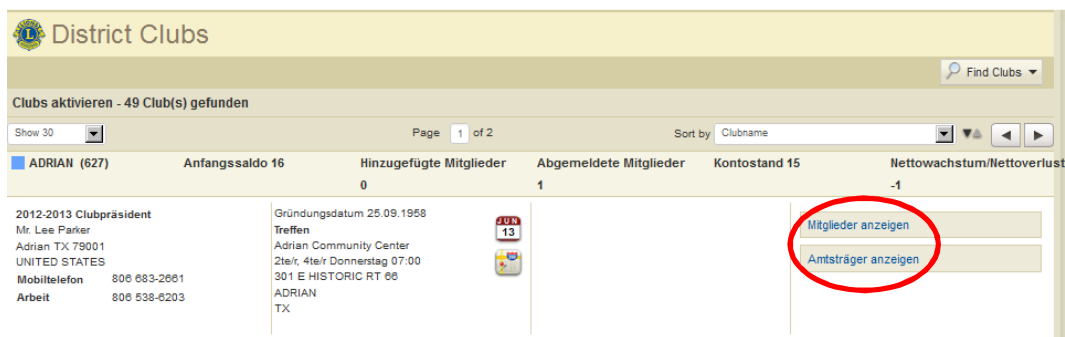 District Clubs
Find Clubs
Clubs aktivieren - 49 Club(s) gefunden
Show 30 Page 1 of 2 Sort by Clubname
ADRIAN (627) Anfangssaldo 16 Hinzugefügte Mitglieder Abgemeldete Mitglieder Kontostand 15 Nettowachstum/Nettoverlust
0 1 -1
2012-2013 Clubpräsident
Mr. Lee Parker
Adrian TX 79001
UNITED STATES
Mobiltelefon 806 683-2661
Arbeit 806 538-6203
Gründungsdatum 25.09.1958
Treffen
Adrian Community Center
2te/r, 4te/r Donnerstag 07:00
301 E HISTORIC RT 66
ADRIAN
TX
JUN
13
Mitglieder anzeigen
Amtsträger anzeigen